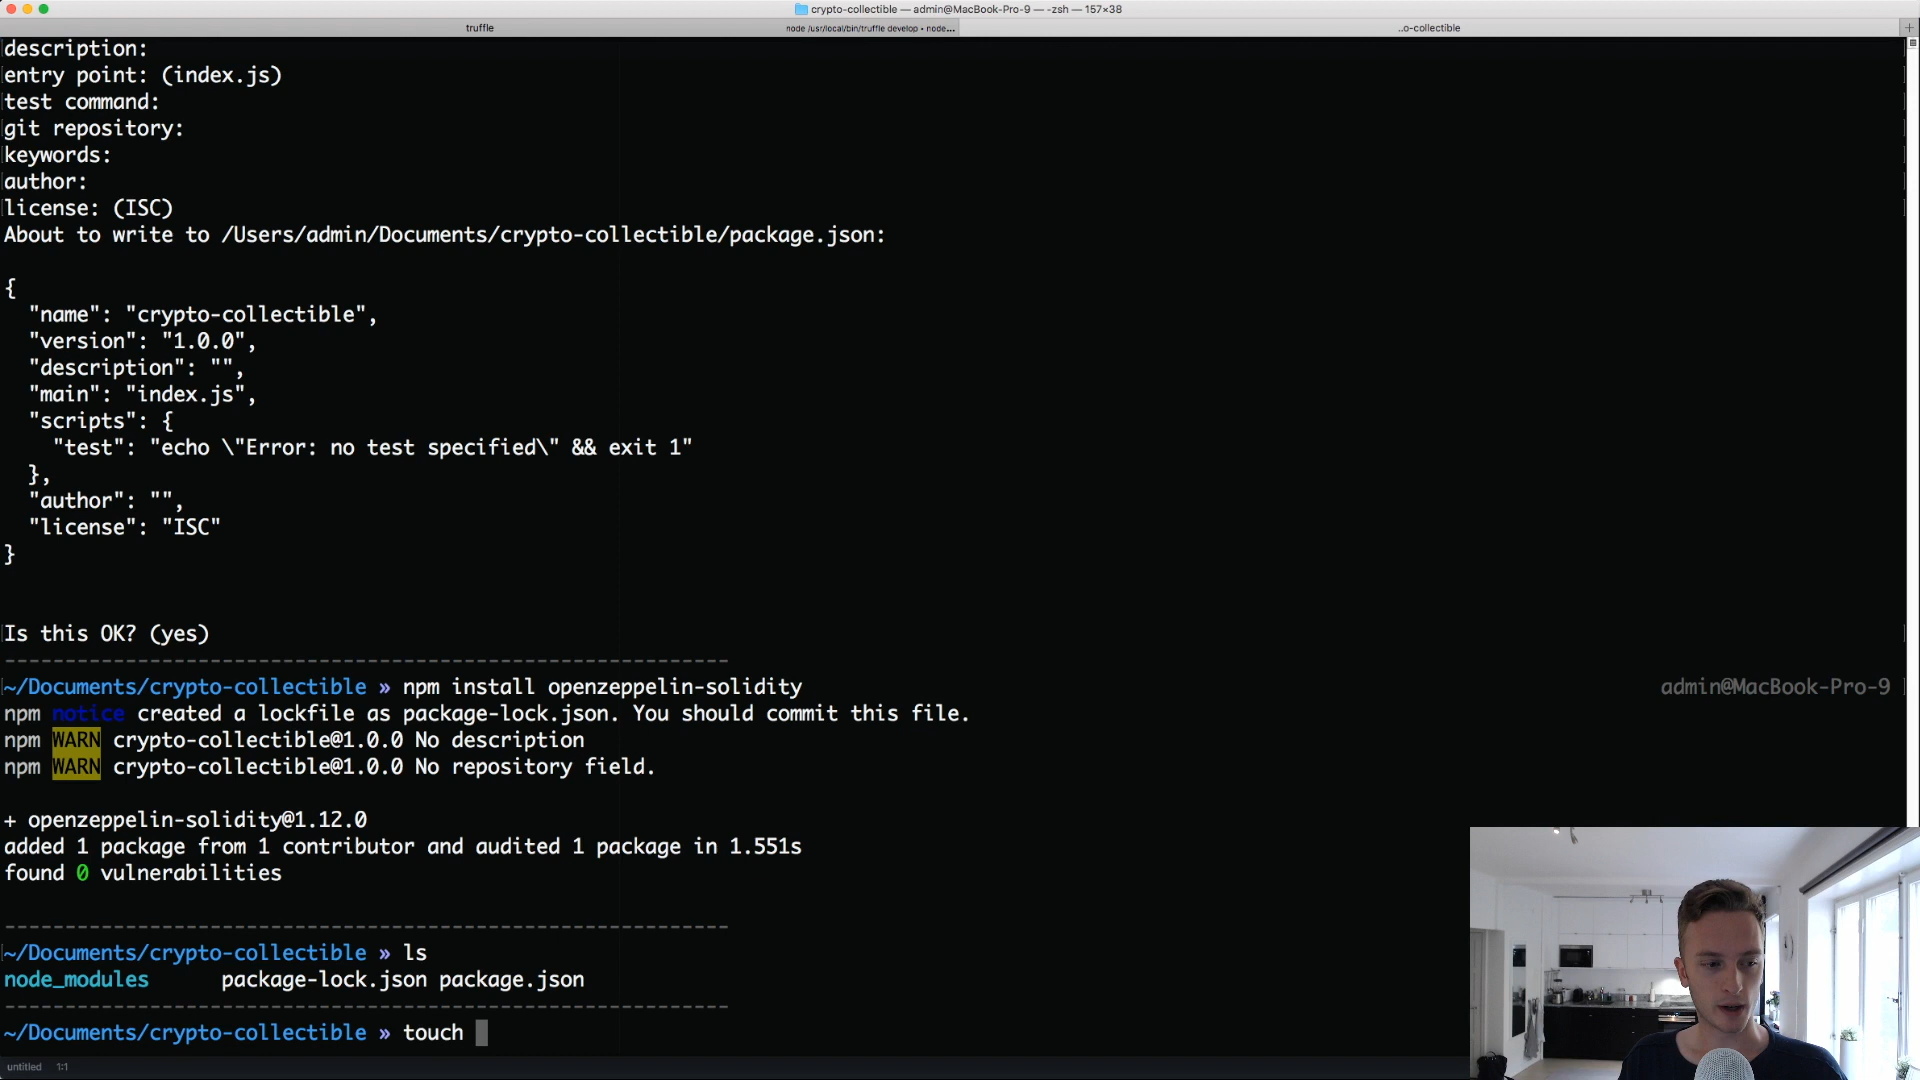 crypto-collectible — admin@MacBook-Pro-9 — -zsh — 157×38
truffle
node /usr/local/bin/truffle develop • node...
..o-collectible
description:
entry point: (index.js)
test command:
git repository:
keywords:
author:
license: (ISC)
About to write to /Users/admin/Documents/crypto-collectible/package.json:
{
"name": "crypto-collectible",
"version": "1.0.0",
"description": "",
"main": "index.js",
"scripts": {
"test": "echo \"Error: no test specified\" && exit 1"
},
"author": "",
"license": "ISC"
}
Is this OK? (yes)
------------------------------------------------------------
~/Documents/crypto-collectible » npm install openzeppelin-solidity admin@MacBook-Pro-9
npm notice created a lockfile as package-lock.json. You should commit this file.
npm WARN crypto-collectible@1.0.0 No description
npm WARN crypto-collectible@1.0.0 No repository field.
+ openzeppelin-solidity@1.12.0
added 1 package from 1 contributor and audited 1 package in 1.551s
found 0 vulnerabilities
------------------------------------------------------------
~/Documents/crypto-collectible » ls
node_modules package-lock.json package.json
------------------------------------------------------------
~/Documents/crypto-collectible » touch
untitled 1:1